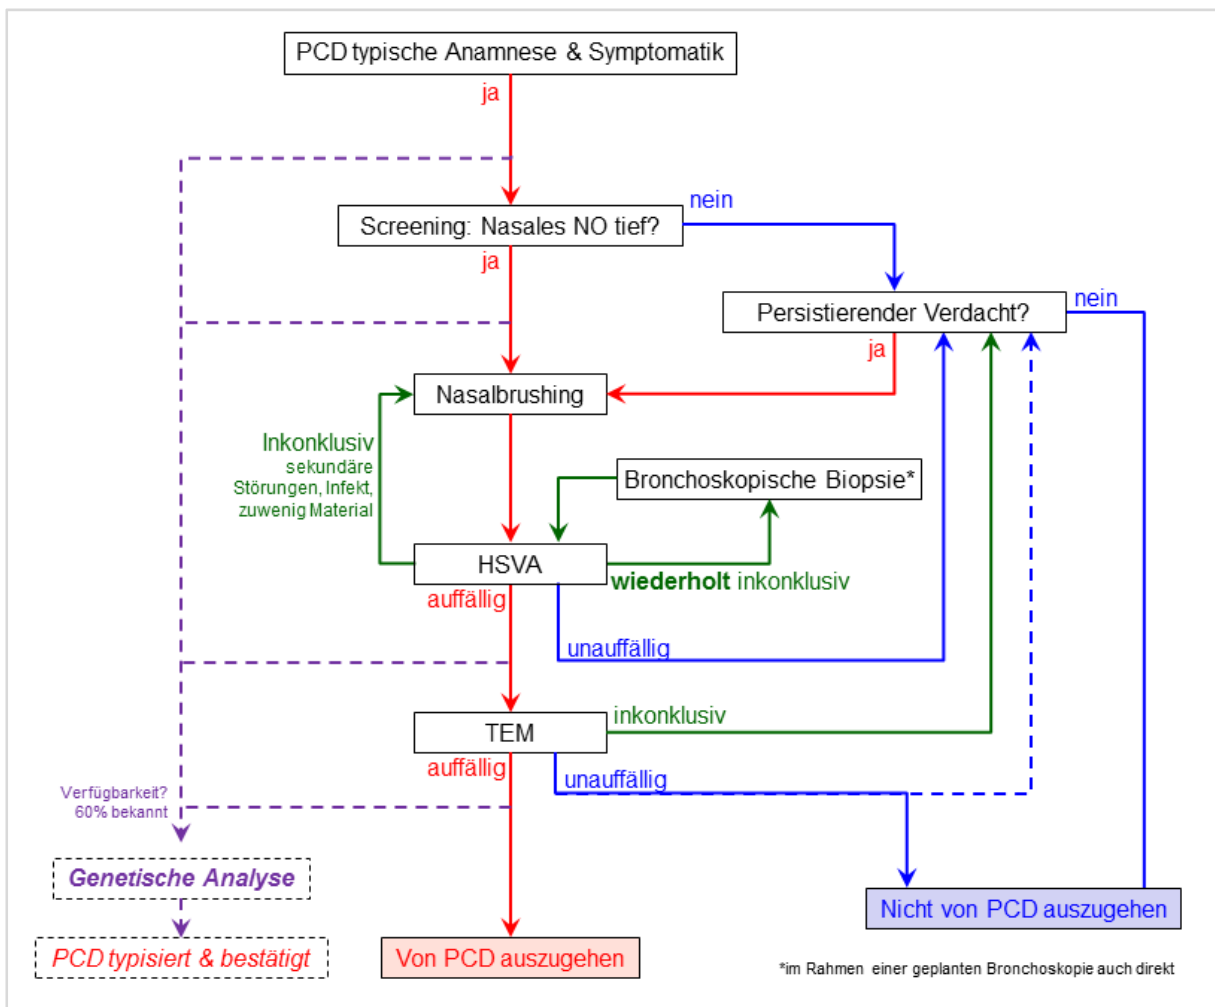 PCD typische Anamnese & Symptomatik
ja
nein
Screening: Nasales NO tief?
ja
nein
Persistierender Verdacht?
ja
Nasalbrushing
Inkonklusiv
sekundäre
Störungen, Infekt,
zuwenig Material
Bronchoskopische Biopsie*
HSVA
wiederholt inkonklusiv
auffällig
unauffällig
inkonklusiv
TEM
auffällig
unauffällig
Verfügbarkeit?
60% bekannt
Genetische Analyse
Nicht von PCD auszugehen
PCD typisiert & bestätigt
Von PCD auszugehen
*im Rahmen einer geplanten Bronchoskopie auch direkt